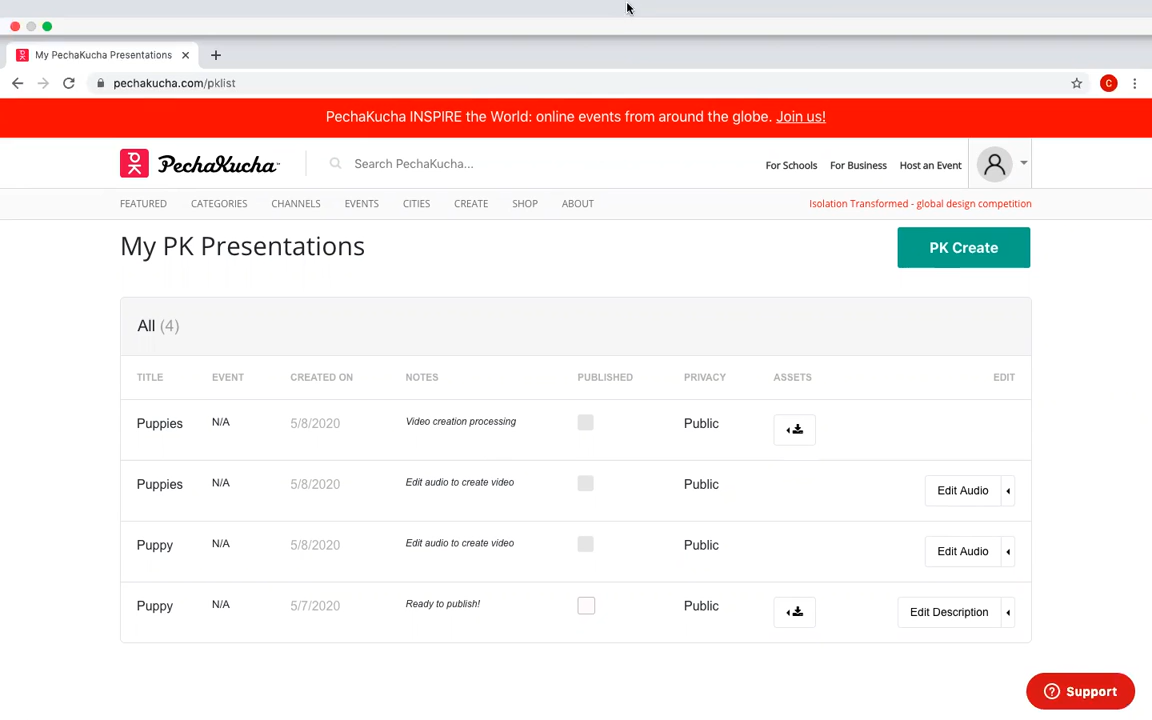 My PechaKucha Presentations
pechakucha.com/pklist
C
PechaKucha INSPIRE the World: online events from around the globe. Join us!
PK PechaKucha™ Search PechaKucha... For Schools For Business Host an Event
FEATURED CATEGORIES CHANNELS EVENTS CITIES CREATE SHOP ABOUT Isolation Transformed - global design competition
My PK Presentations PK Create
All (4)
TITLE EVENT CREATED ON NOTES PUBLISHED PRIVACY ASSETS EDIT
Puppies N/A 5/8/2020 Video creation processing Public
Puppies N/A 5/8/2020 Edit audio to create video Public Edit Audio
Puppy N/A 5/8/2020 Edit audio to create video Public Edit Audio
Puppy N/A 5/7/2020 Ready to publish! Public Edit Description
Support